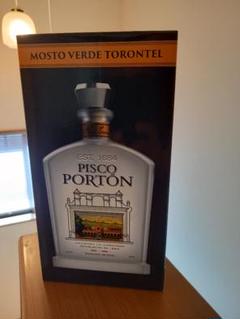 MOSTO VERDE TORONTEL
EST. 1684
PISCO
PORTÓN